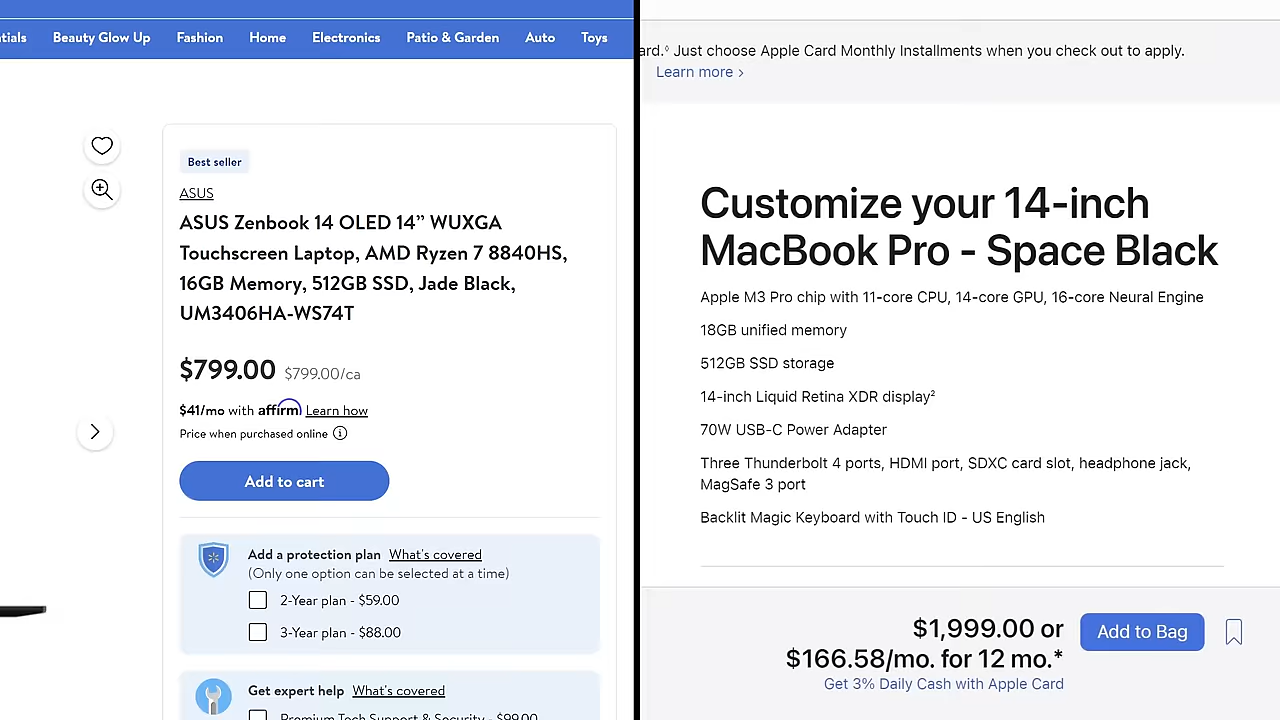 Beauty Glow Up Fashion Home Electronics Patio & Garden Auto Toys
Best seller
ASUS
ASUS Zenbook 14 OLED 14” WUXGA
Touchscreen Laptop, AMD Ryzen 7 8840HS,
16GB Memory, 512GB SSD, Jade Black,
UM3406HA-WS74T
$799.00 $799.00/ca
$41/mo with affirm Learn how
Price when purchased online
Add to cart
Add a protection plan What's covered
(Only one option can be selected at a time)
2-Year plan - $59.00
3-Year plan - $88.00
Get expert help What's covered
Premium Tech Support & Security - $99.00
Just choose Apple Card Monthly Installments when you check out to apply.
Learn more >
Customize your 14-inch
MacBook Pro - Space Black
Apple M3 Pro chip with 11-core CPU, 14-core GPU, 16-core Neural Engine
18GB unified memory
512GB SSD storage
14-inch Liquid Retina XDR display²
70W USB-C Power Adapter
Three Thunderbolt 4 ports, HDMI port, SDXC card slot, headphone jack,
MagSafe 3 port
Backlit Magic Keyboard with Touch ID - US English
$1,999.00 or
$166.58/mo. for 12 mo.*
Get 3% Daily Cash with Apple Card
Add to Bag